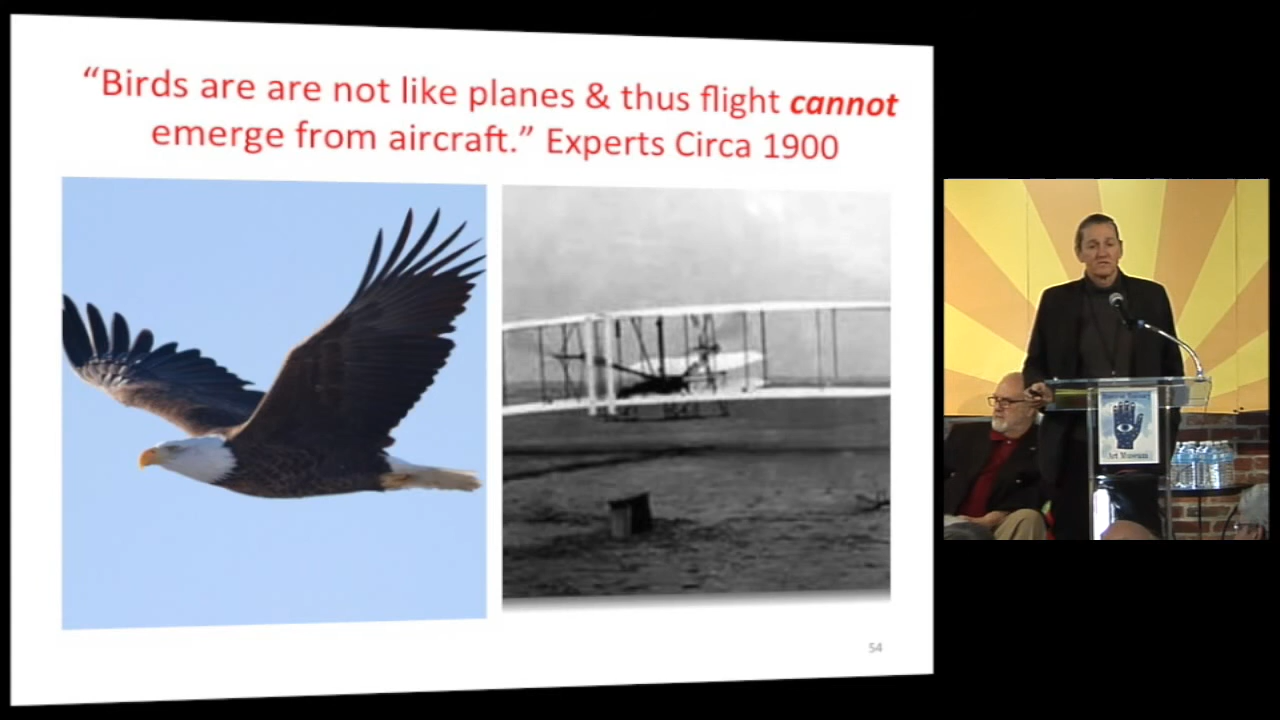 “Birds are are not like planes & thus flight cannot
emerge from aircraft.” Experts Circa 1900
54
Art Museum